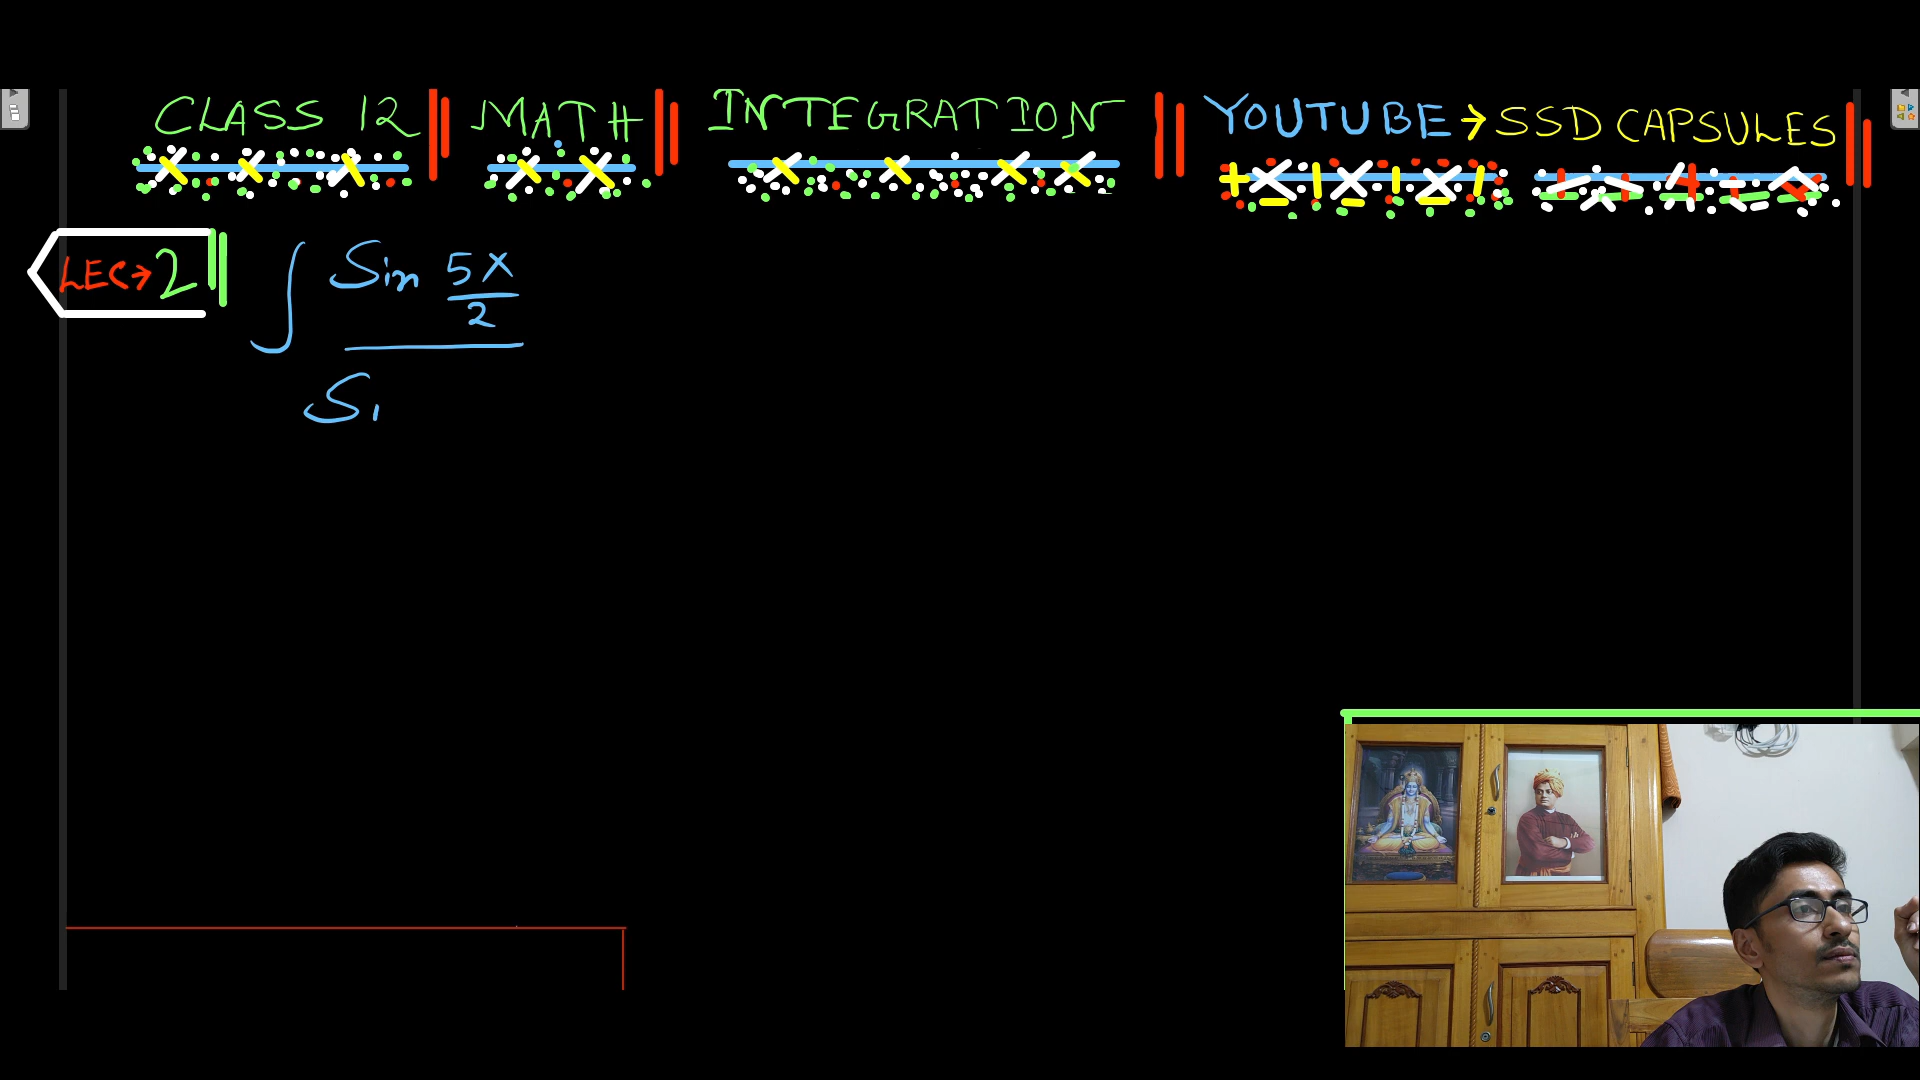 CLASS 12 || MATH || INTEGRATION || YOUTUBE → SSD CAPSULES ||
LEC → 2 || ∫ Sin 5x/2
Si